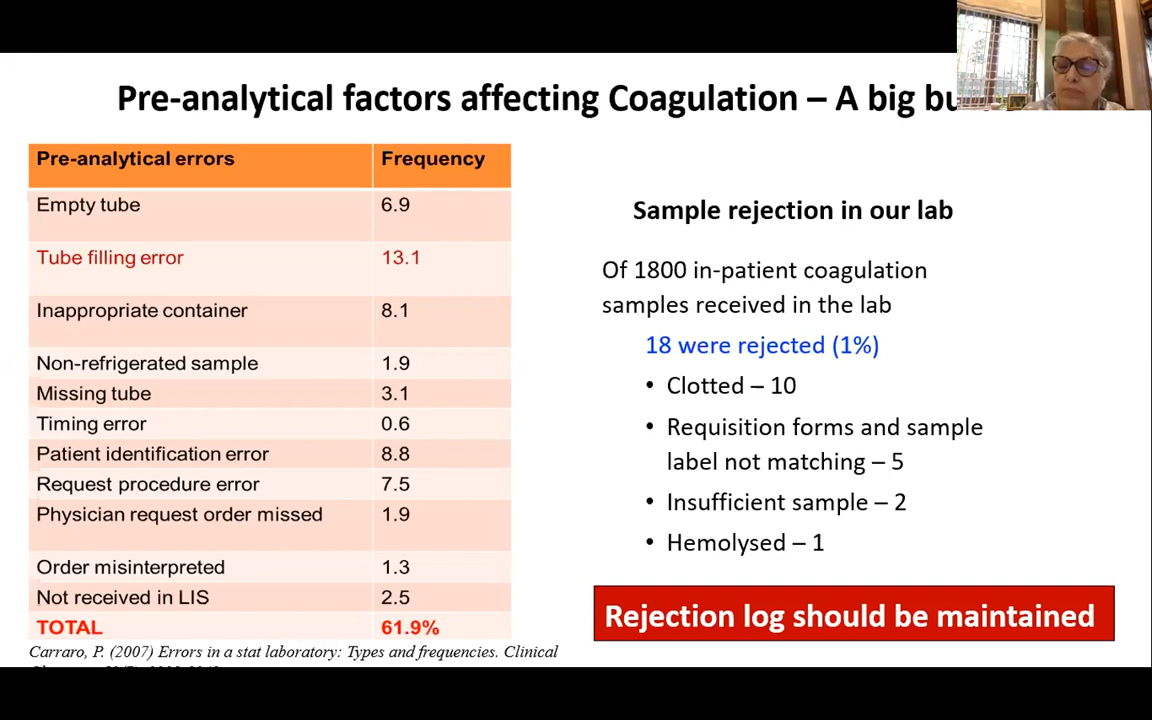 Pre-analytical factors affecting Coagulation – A big
Pre-analytical errors Frequency
Empty tube 6.9
Tube filling error 13.1
Inappropriate container 8.1
Non-refrigerated sample 1.9
Missing tube 3.1
Timing error 0.6
Patient identification error 8.8
Request procedure error 7.5
Physician request order missed 1.9
Order misinterpreted 1.3
Not received in LIS 2.5
TOTAL 61.9%
Carraro, P. (2007) Errors in a stat laboratory: Types and frequencies. Clinical
Sample rejection in our lab
Of 1800 in-patient coagulation
samples received in the lab
18 were rejected (1%)
• Clotted – 10
• Requisition forms and sample
label not matching – 5
• Insufficient sample – 2
• Hemolysed – 1
Rejection log should be maintained